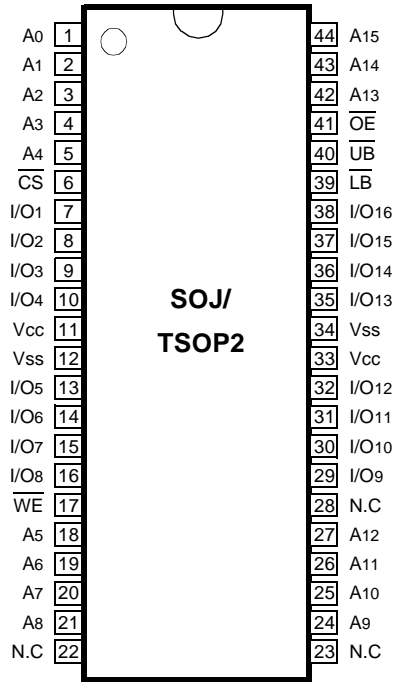 A0 1 44 A15
A1 2 43 A14
A2 3 42 A13
A3 4 41 OE
A4 5 40 UB
CS 6 39 LB
I/O1 7 38 I/O16
I/O2 8 37 I/O15
I/O3 9 36 I/O14
I/O4 10 35 I/O13
SOJ/
Vcc 11 34 Vss
TSOP2
Vss 12 33 Vcc
I/O5 13 32 I/O12
I/O6 14 31 I/O11
I/O7 15 30 I/O10
I/O8 16 29 I/O9
WE 17 28 N.C
A5 18 27 A12
A6 19 26 A11
A7 20 25 A10
A8 21 24 A9
N.C 22 23 N.C